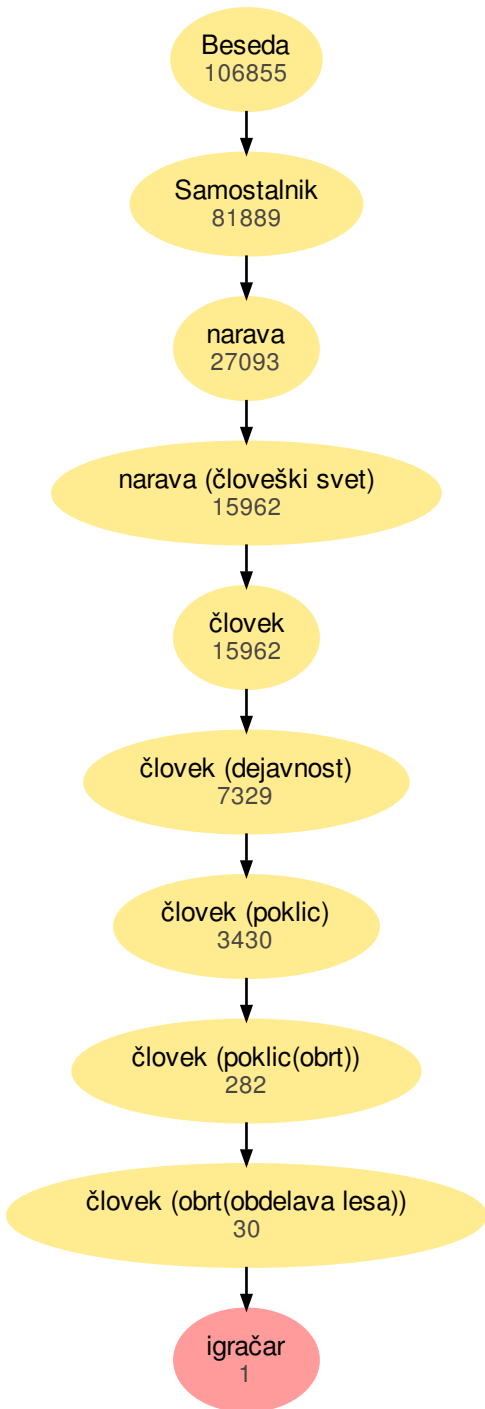 Beseda
106855
Samostalnik
81889
narava
27093
narava (človeški svet)
15962
človek
15962
človek (dejavnost)
7329
človek (poklic)
3430
človek (poklic(obrt))
282
človek (obrt(obdelava lesa))
30
igračar
1